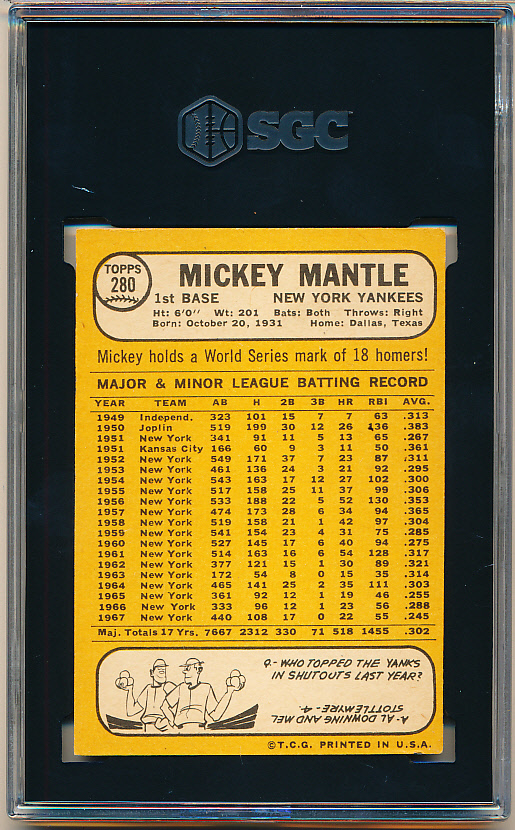 SGC
TOPPS
280
MICKEY MANTLE
1st BASE NEW YORK YANKEES
Ht: 6'0'' Wt: 201 Bats: Both Throws: Right
Born: October 20, 1931 Home: Dallas, Texas
Mickey holds a World Series mark of 18 homers!
MAJOR & MINOR LEAGUE BATTING RECORD
YEAR TEAM AB H 2B 3B HR RBI AVG.
1949 Independ. 323 101 15 7 7 63 .313
1950 Joplin 519 199 30 12 26 136 .383
1951 New York 341 91 11 5 13 65 .267
1951 Kansas City 166 60 9 3 11 50 .361
1952 New York 549 171 37 7 23 87 .311
1953 New York 461 136 24 3 21 92 .295
1954 New York 543 163 17 12 27 102 .300
1955 New York 517 158 25 11 37 99 .306
1956 New York 533 188 22 5 52 130 .353
1957 New York 474 173 28 6 34 94 .365
1958 New York 519 158 21 1 42 97 .304
1959 New York 541 154 23 4 31 75 .285
1960 New York 527 145 17 6 40 94 .275
1961 New York 514 163 16 6 54 128 .317
1962 New York 377 121 15 1 30 89 .321
1963 New York 172 54 8 0 15 35 .314
1964 New York 465 141 25 2 35 111 .303
1965 New York 361 92 12 1 19 46 .255
1966 New York 333 96 12 1 23 56 .288
1967 New York 440 108 17 0 22 55 .245
Maj. Totals 17 Yrs. 7667 2312 330 71 518 1455 .302
Q- WHO TOPPED THE YANKS
IN SHUTOUTS LAST YEAR?
A- AL DOWNING AND MEL
STOTTLEMYRE - 4.
©T.C.G. PRINTED IN U.S.A.